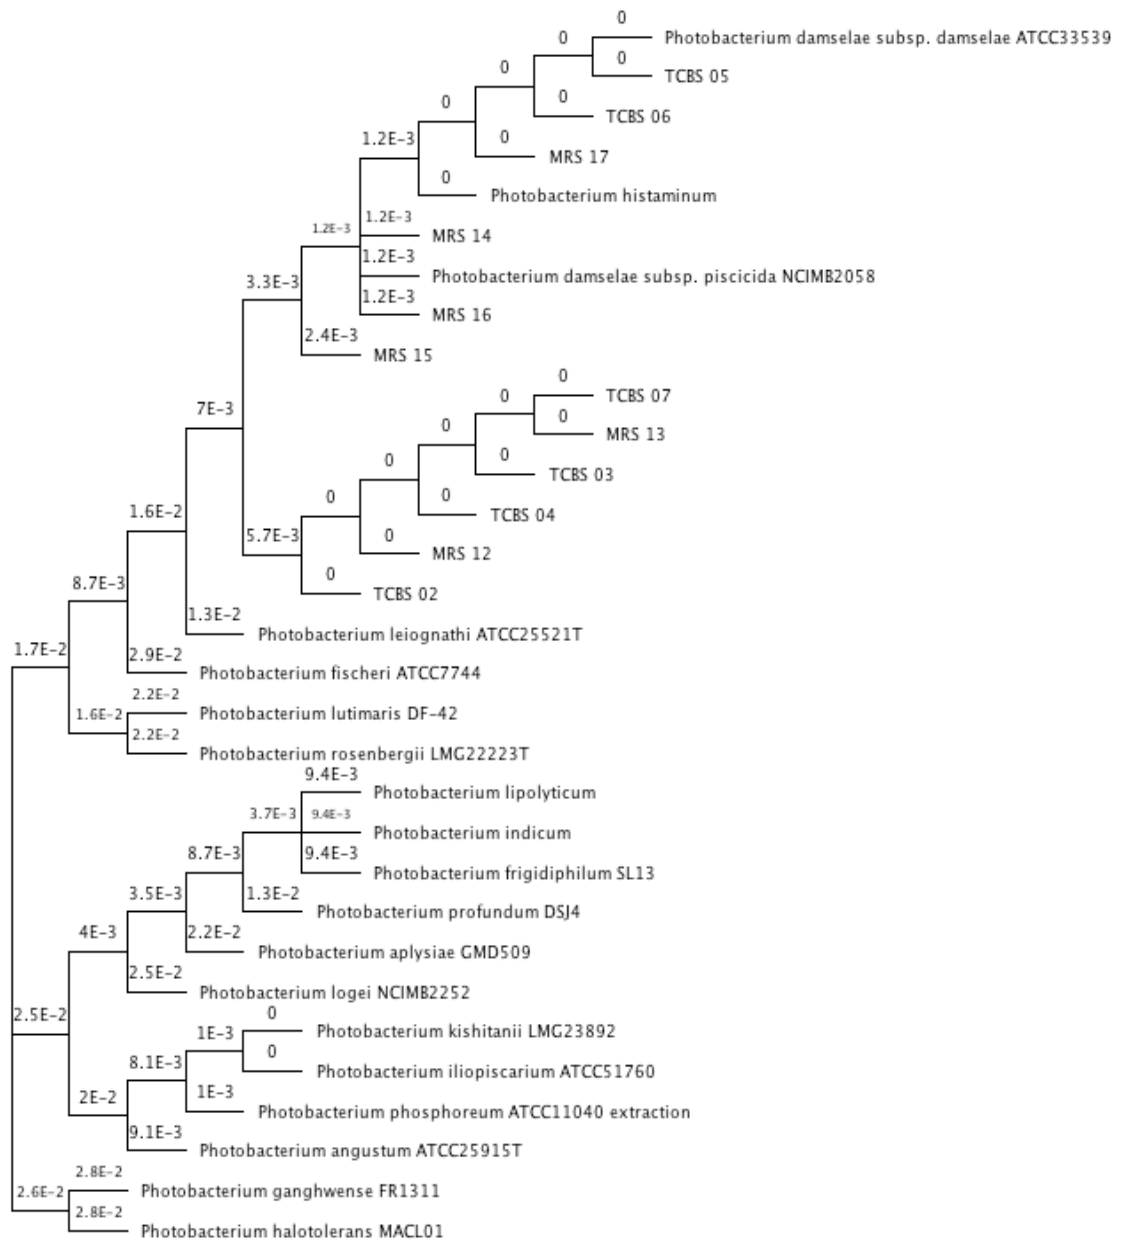 0
0 Photobacterium damselae subsp. damselae ATCC33539
0
0 TCBS 05
0
0 TCBS 06
0
1.2E-3
0 MRS 17
0
Photobacterium histaminum
1.2E-3
1.2E-3
MRS 14
1.2E-3
Photobacterium damselae subsp. piscicida NCIMB2058
3.3E-3
1.2E-3
MRS 16
2.4E-3
MRS 15
0
0 TCBS 07
7E-3
0
0 MRS 13
0
0 TCBS 03
0
0 TCBS 04
1.6E-2
5.7E-3
0
MRS 12
0
8.7E-3
TCBS 02
1.3E-2
Photobacterium leiognathi ATCC25521T
1.7E-2
2.9E-2
Photobacterium fischeri ATCC7744
2.2E-2
1.6E-2
Photobacterium lutimaris DF-42
2.2E-2
Photobacterium rosenbergii LMG22223T
9.4E-3
Photobacterium lipolyticum
3.7E-3
9.4E-3
Photobacterium indicum
8.7E-3
9.4E-3
Photobacterium frigidiphilum SL13
3.5E-3
1.3E-2
Photobacterium profundum DSJ4
4E-3
2.2E-2
Photobacterium aplysiae GMD509
2.5E-2
Photobacterium logei NCIMB2252
2.5E-2
0
1E-3
Photobacterium kishitanii LMG23892
0
8.1E-3
Photobacterium iliopiscarium ATCC51760
2E-2
1E-3
Photobacterium phosphoreum ATCC11040 extraction
9.1E-3
Photobacterium angustum ATCC25915T
2.8E-2
2.6E-2
Photobacterium ganghwense FR1311
2.8E-2
Photobacterium halotolerans MACL01